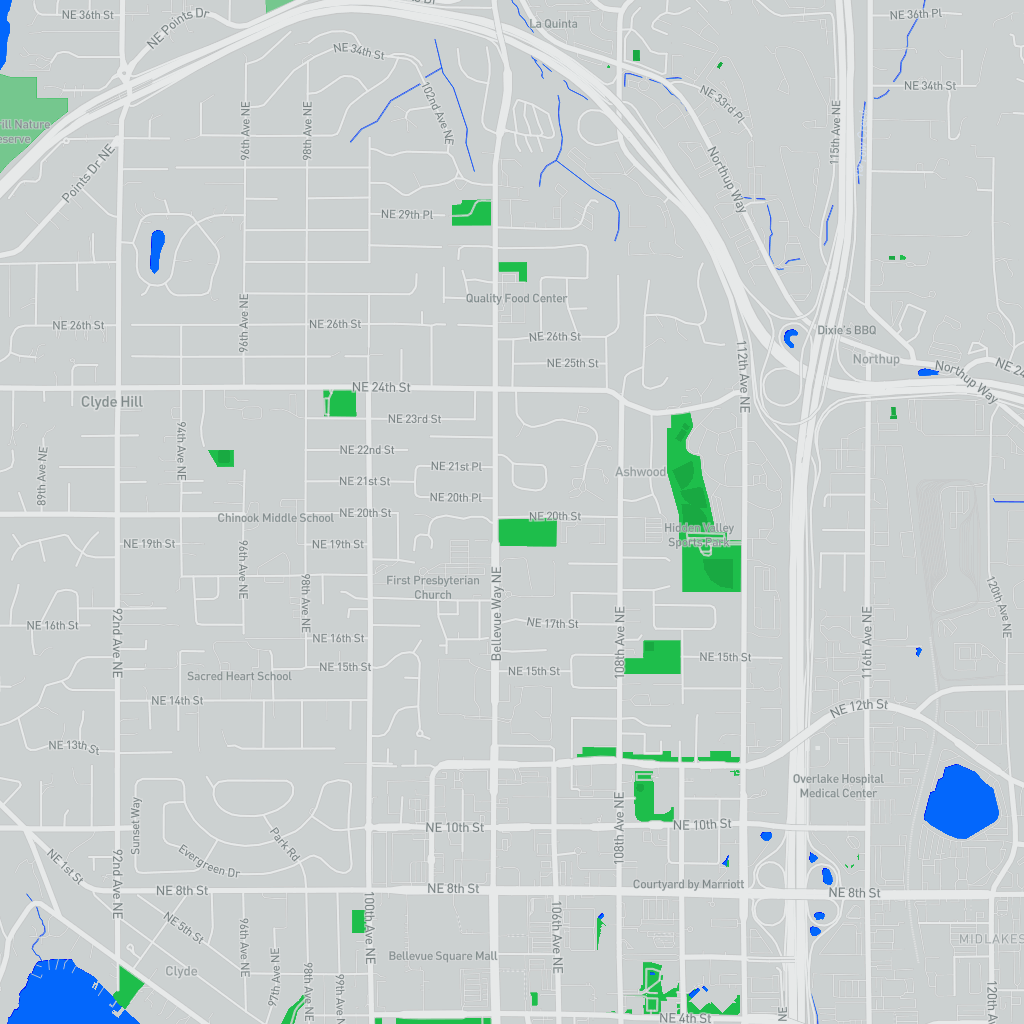 NE 36th St
NE Points Dr
Dr
La Quinta
NE 36th Pl
NE 34th St
102nd Ave NE
NE 33rd Pl
NE 34th St
96th Ave NE
98th Ave NE
115th Ave NE
Nature
Points Dr NE
Northup Way
NE 29th Pl
Quality Food Center
96th Ave NE
NE 26th St
NE 26th St
NE 26th St
Dixie's BBQ
NE 25th St
Northup
112th Ave NE
Northup Way
NE 24
NE 24th St
Clyde Hill
NE 23rd St
94th Ave NE
NE 22nd St
89th Ave NE
NE 21st Pl
Ashwood
NE 21st St
NE 20th Pl
Chinook Middle School
NE 20th St
NE 20th St
Hidden Valley
Sports Park
NE 19th St
NE 19th St
96th Ave NE
98th Ave NE
First Presbyterian
Church
Bellevue Way NE
120th Ave NE
92nd Ave NE
NE 16th St
NE 16th St
NE 17th St
108th Ave NE
116th Ave NE
NE 15th St
NE 15th St
NE 15th St
Sacred Heart School
NE 14th St
NE 12th St
NE 13th St
Overlake Hospital
Medical Center
Sunset Way
108th Ave NE
NE 10th St
NE 10th St
Park Rd
Evergreen Dr
NE 1st St
92nd Ave NE
NE 8th St
NE 8th St
Courtyard by Marriott
NE 8th St
100th Ave NE
106th Ave NE
NE 5th St
96th Ave NE
MIDLAKES
97th Ave NE
98th Ave NE
99th Ave NE
Bellevue Square Mall
Clyde
120th
NE
NE 4th St